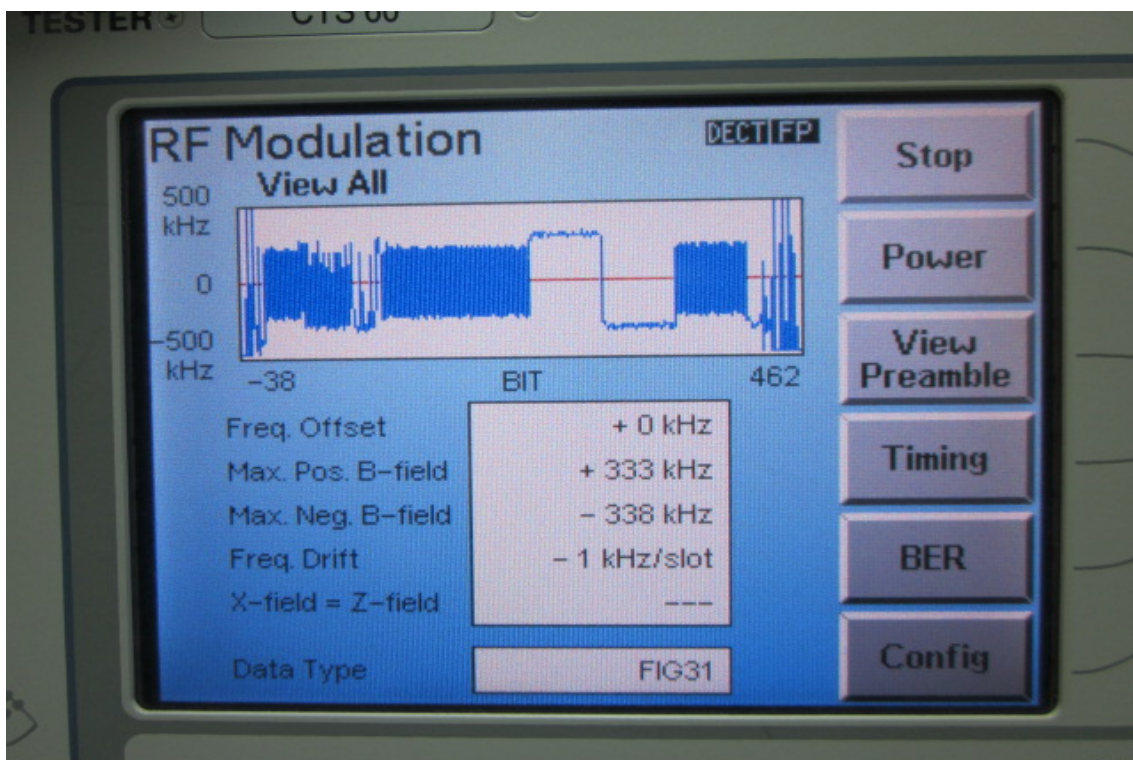 TESTER CTS 60
RF Modulation
DECT FP
View All
500
kHz
0
-500
kHz
-38 BIT 462
Freq. Offset + 0 kHz
Max. Pos. B-field + 333 kHz
Max. Neg. B-field - 338 kHz
Freq. Drift - 1 kHz/slot
X-field = Z-field ---
Data Type FIG31
Stop
Power
View
Preamble
Timing
BER
Config